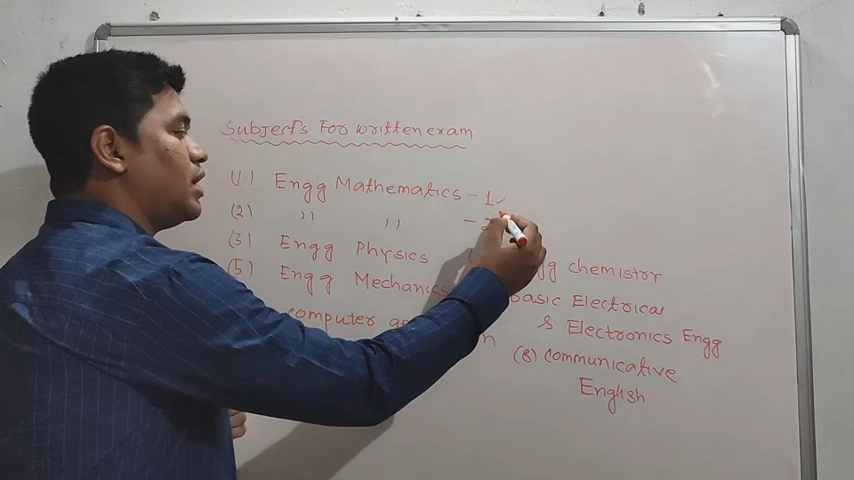 Subjects For written exam
(1) Engg Mathematics - 1
(2) " " -
(3) Engg Physics
chemistry
(5) Engg Mechanics
Basic Electrical
& Electronics Engg
computer
(8) communicative
English